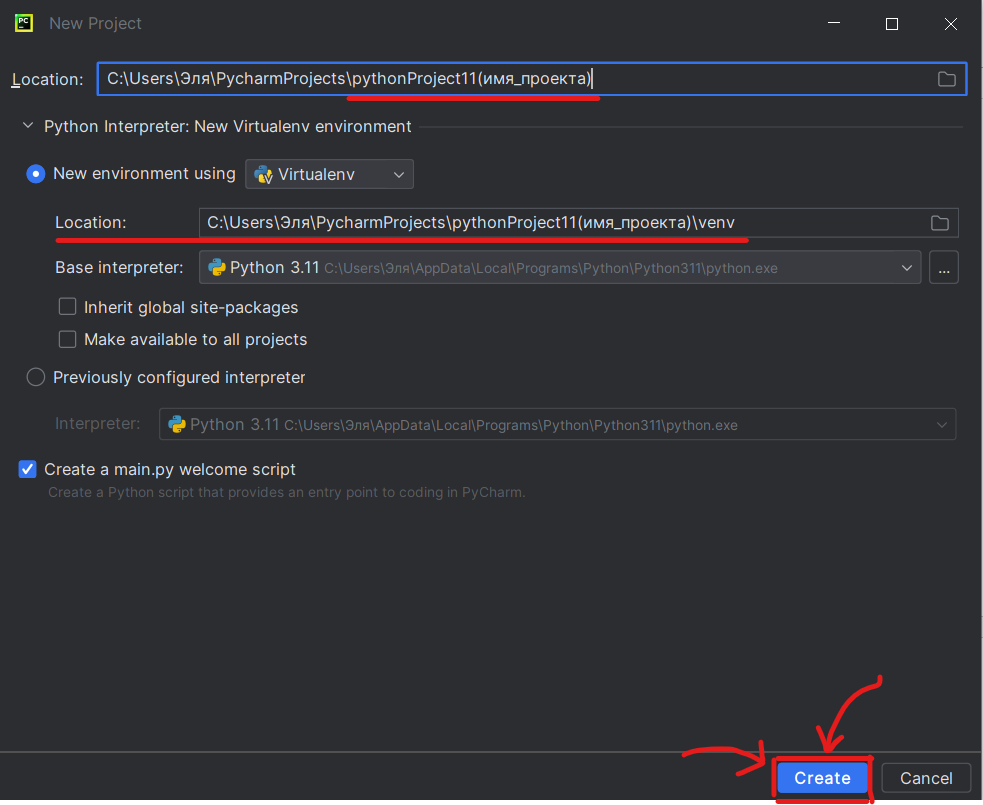 PC New Project
Location: C:\Users\Эля\PycharmProjects\pythonProject11(имя_проекта)
Python Interpreter: New Virtualenv environment
New environment using Virtualenv
Location: C:\Users\Эля\PycharmProjects\pythonProject11(имя_проекта)\venv
Base interpreter: Python 3.11 C:\Users\Эля\AppData\Local\Programs\Python\Python311\python.exe ...
Inherit global site-packages
Make available to all projects
Previously configured interpreter
Interpreter: Python 3.11 C:\Users\Эля\AppData\Local\Programs\Python\Python311\python.exe
Create a main.py welcome script
Create a Python script that provides an entry point to coding in PyCharm.
Create Cancel